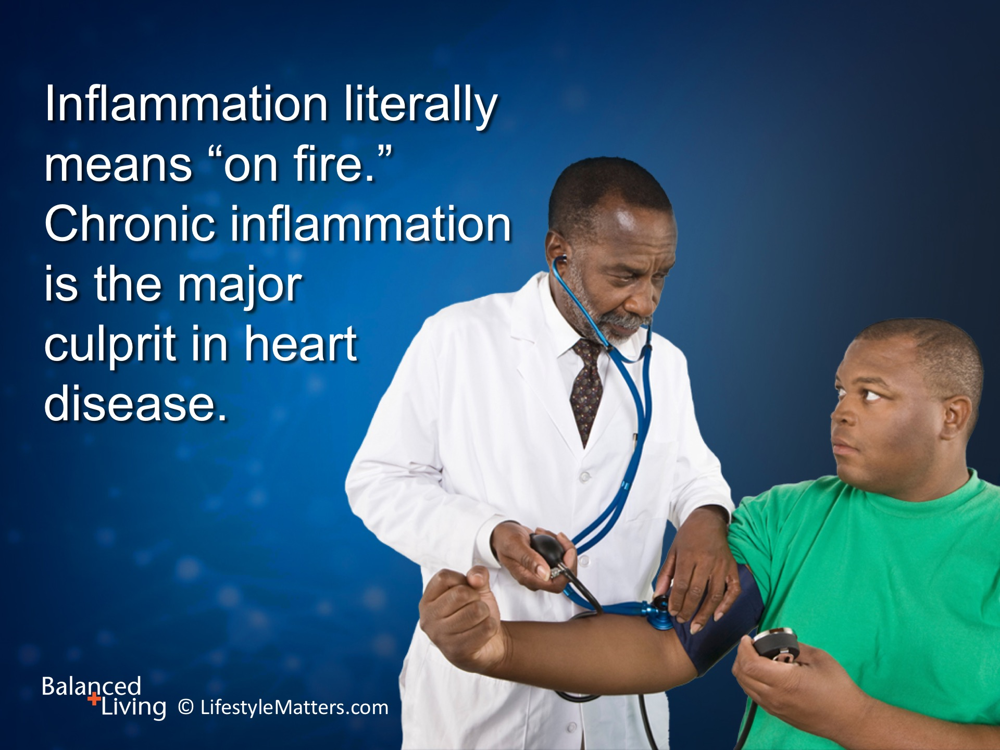 Inflammation literally
means “on fire.”
Chronic inflammation
is the major
culprit in heart
disease.
Balanced
Living © LifestyleMatters.com